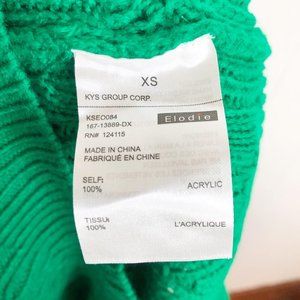 XS
KYS GROUP CORP.
KSEO084
167-13889-DX
Elodie
RN# 124115
MADE IN CHINA
FABRIQUÉ EN CHINE
SELF:
100% ACRYLIC
TISSU:
100% L'ACRYLIQUE